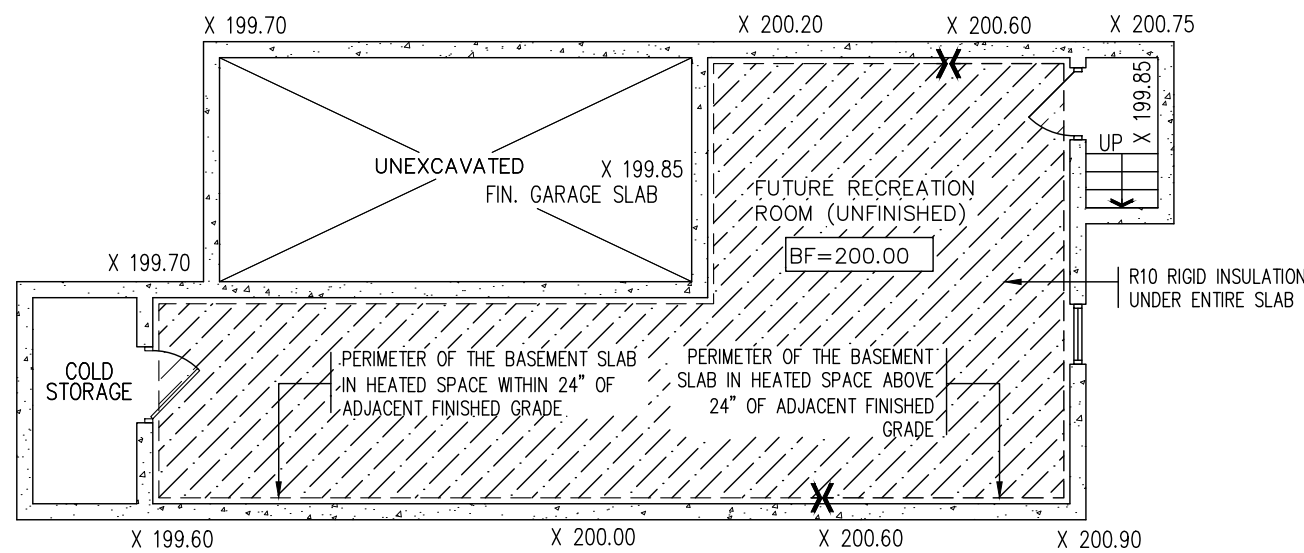 X 199.70
X 200.20
X 200.60
X 200.75
X 199.85
UP
UNEXCAVATED
X 199.85
FIN. GARAGE SLAB
FUTURE RECREATION
ROOM (UNFINISHED)
BF=200.00
X 199.70
R10 RIGID INSULATION
UNDER ENTIRE SLAB
COLD
STORAGE
PERIMETER OF THE BASEMENT SLAB
IN HEATED SPACE WITHIN 24” OF
ADJACENT FINISHED GRADE
PERIMETER OF THE BASEMENT
SLAB IN HEATED SPACE ABOVE
24” OF ADJACENT FINISHED
GRADE
X 199.60
X 200.00
X 200.60
X 200.90